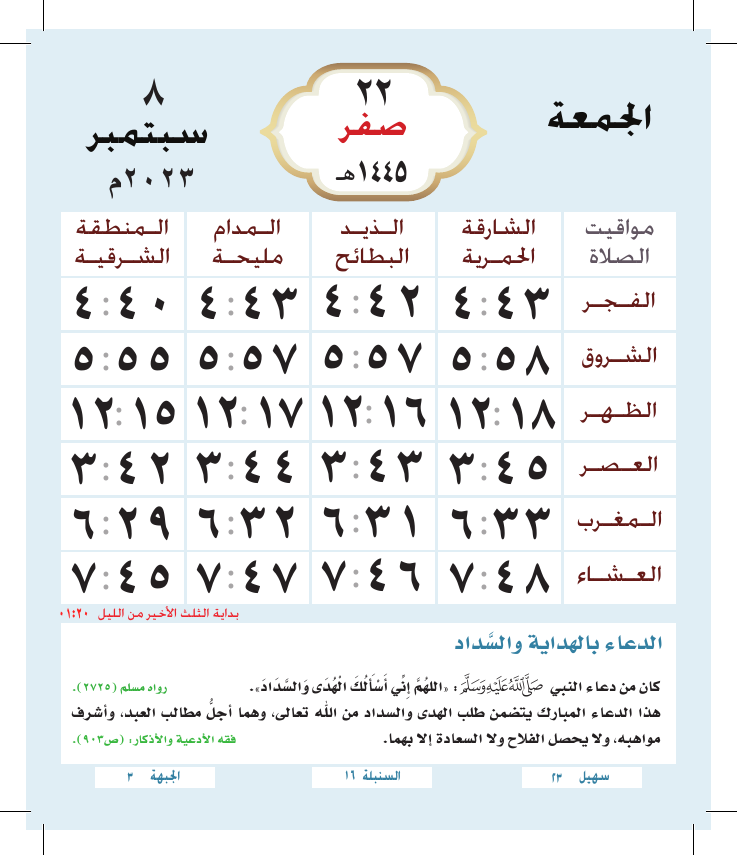 الجمعة
٢٢
صفر
١٤٤٥هـ
٨
سبتمبر
٢٠٢٣م
مواقيت الصلاة | الشارقة الحمرية | الذيد البطائح | المدام مليحة | المنطقة الشرقية
الفجر ٤:٤٣ ٤:٤٢ ٤:٤٣ ٤:٤٠
الشروق ٥:٥٨ ٥:٥٧ ٥:٥٧ ٥:٥٥
الظهر ١٢:١٨ ١٢:١٦ ١٢:١٧ ١٢:١٥
العصر ٣:٤٥ ٣:٤٣ ٣:٤٤ ٣:٤٢
المغرب ٦:٣٣ ٦:٣١ ٦:٣٢ ٦:٢٩
العشاء ٧:٤٨ ٧:٤٦ ٧:٤٧ ٧:٤٥
بداية الثلث الأخير من الليل ٠١:٢٠
الدعاء بالهداية والسَّداد
كان من دعاء النبي صَلَّى اللَّهُ عَلَيْهِ وَسَلَّمَ: «اللهُمَّ إِنِّي أَسْأَلُكَ الْهُدَى وَالسَّدَادَ». رواه مسلم (٢٧٢٥).
هذا الدعاء المبارك يتضمن طلب الهدى والسداد من الله تعالى، وهما أجلُّ مطالب العبد، وأشرف
مواهبه، ولا يحصل الفلاح ولا السعادة إلا بهما. فقه الأدعية والأذكار: (ص٩٠٣).
سهيل ٢٣
السنبلة ١٦
الجبهة ٣